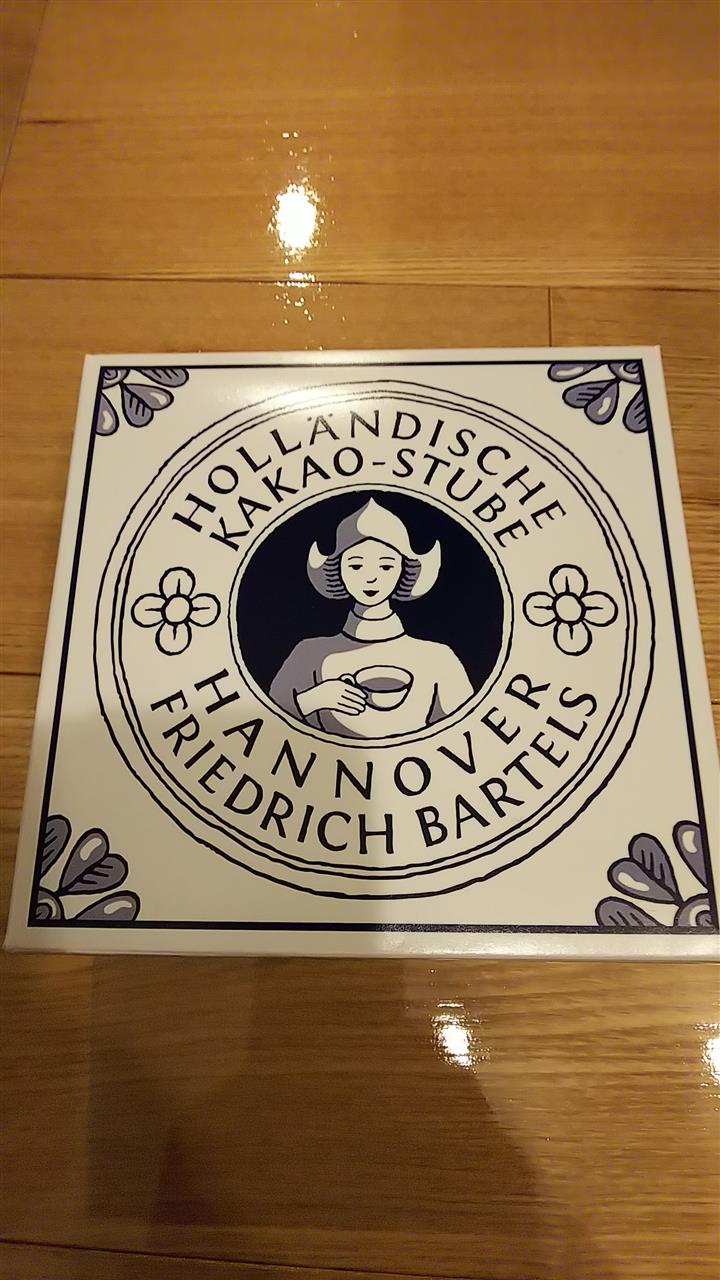 HOLLÄNDISCHE
KAKAO-STUBE
HANNOVER
FRIEDRICH BARTELS